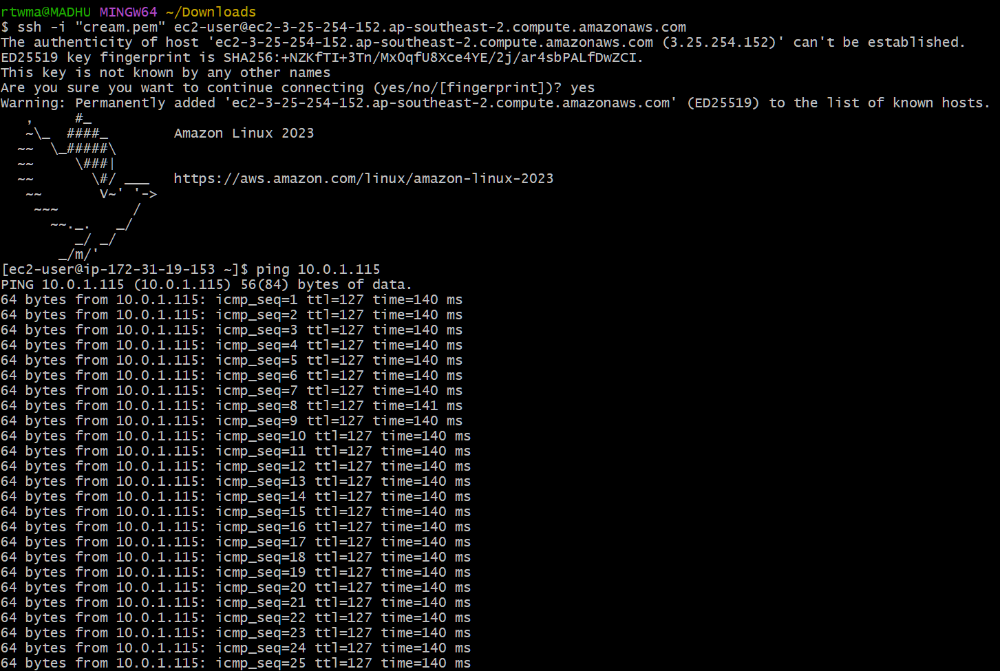 rtwma@MADHU MINGW64 ~/Downloads
$ ssh -i "cream.pem" ec2-user@ec2-3-25-254-152.ap-southeast-2.compute.amazonaws.com
The authenticity of host 'ec2-3-25-254-152.ap-southeast-2.compute.amazonaws.com (3.25.254.152)' can't be established.
ED25519 key fingerprint is SHA256:+NZKfTI+3Tn/MxOqfU8Xce4YE/2j/ar4sbPALfDwZCI.
This key is not known by any other names
Are you sure you want to continue connecting (yes/no/[fingerprint])? yes
Warning: Permanently added 'ec2-3-25-254-152.ap-southeast-2.compute.amazonaws.com' (ED25519) to the list of known hosts.
   ,     #_
   ~\_  ####_        Amazon Linux 2023
  ~~  \_#####\
  ~~     \###|
  ~~       \#/ ___   https://aws.amazon.com/linux/amazon-linux-2023
   ~~       V~' '->
    ~~~         /
      ~~._.   _/
         _/ _/
       _/m/'
[ec2-user@ip-172-31-19-153 ~]$ ping 10.0.1.115
PING 10.0.1.115 (10.0.1.115) 56(84) bytes of data.
64 bytes from 10.0.1.115: icmp_seq=1 ttl=127 time=140 ms
64 bytes from 10.0.1.115: icmp_seq=2 ttl=127 time=140 ms
64 bytes from 10.0.1.115: icmp_seq=3 ttl=127 time=140 ms
64 bytes from 10.0.1.115: icmp_seq=4 ttl=127 time=140 ms
64 bytes from 10.0.1.115: icmp_seq=5 ttl=127 time=140 ms
64 bytes from 10.0.1.115: icmp_seq=6 ttl=127 time=140 ms
64 bytes from 10.0.1.115: icmp_seq=7 ttl=127 time=140 ms
64 bytes from 10.0.1.115: icmp_seq=8 ttl=127 time=141 ms
64 bytes from 10.0.1.115: icmp_seq=9 ttl=127 time=140 ms
64 bytes from 10.0.1.115: icmp_seq=10 ttl=127 time=140 ms
64 bytes from 10.0.1.115: icmp_seq=11 ttl=127 time=140 ms
64 bytes from 10.0.1.115: icmp_seq=12 ttl=127 time=140 ms
64 bytes from 10.0.1.115: icmp_seq=13 ttl=127 time=140 ms
64 bytes from 10.0.1.115: icmp_seq=14 ttl=127 time=140 ms
64 bytes from 10.0.1.115: icmp_seq=15 ttl=127 time=140 ms
64 bytes from 10.0.1.115: icmp_seq=16 ttl=127 time=140 ms
64 bytes from 10.0.1.115: icmp_seq=17 ttl=127 time=140 ms
64 bytes from 10.0.1.115: icmp_seq=18 ttl=127 time=140 ms
64 bytes from 10.0.1.115: icmp_seq=19 ttl=127 time=140 ms
64 bytes from 10.0.1.115: icmp_seq=20 ttl=127 time=140 ms
64 bytes from 10.0.1.115: icmp_seq=21 ttl=127 time=140 ms
64 bytes from 10.0.1.115: icmp_seq=22 ttl=127 time=140 ms
64 bytes from 10.0.1.115: icmp_seq=23 ttl=127 time=140 ms
64 bytes from 10.0.1.115: icmp_seq=24 ttl=127 time=140 ms
64 bytes from 10.0.1.115: icmp_seq=25 ttl=127 time=140 ms